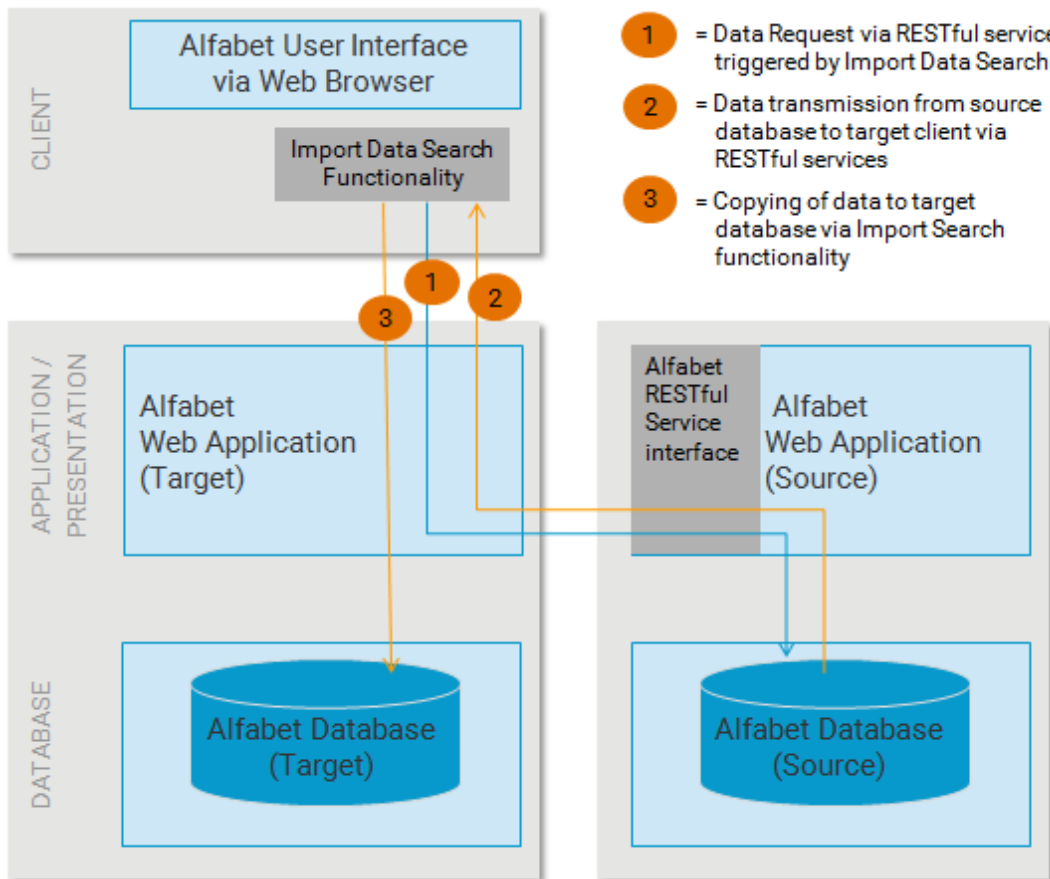 Alfabet User Interface
via Web Browser
CLIENT
Import Data Search
Functionality
1
= Data Request via RESTful service
triggered by Import Data Search
2
= Data transmission from source
database to target client via
RESTful services
3
= Copying of data to target
database via Import Search
functionality
1
2
3
APPLICATION /
PRESENTATION
Alfabet
Web Application
(Target)
Alfabet
RESTful
Service
interface
Alfabet
Web Application
(Source)
DATABASE
Alfabet Database
(Target)
Alfabet Database
(Source)